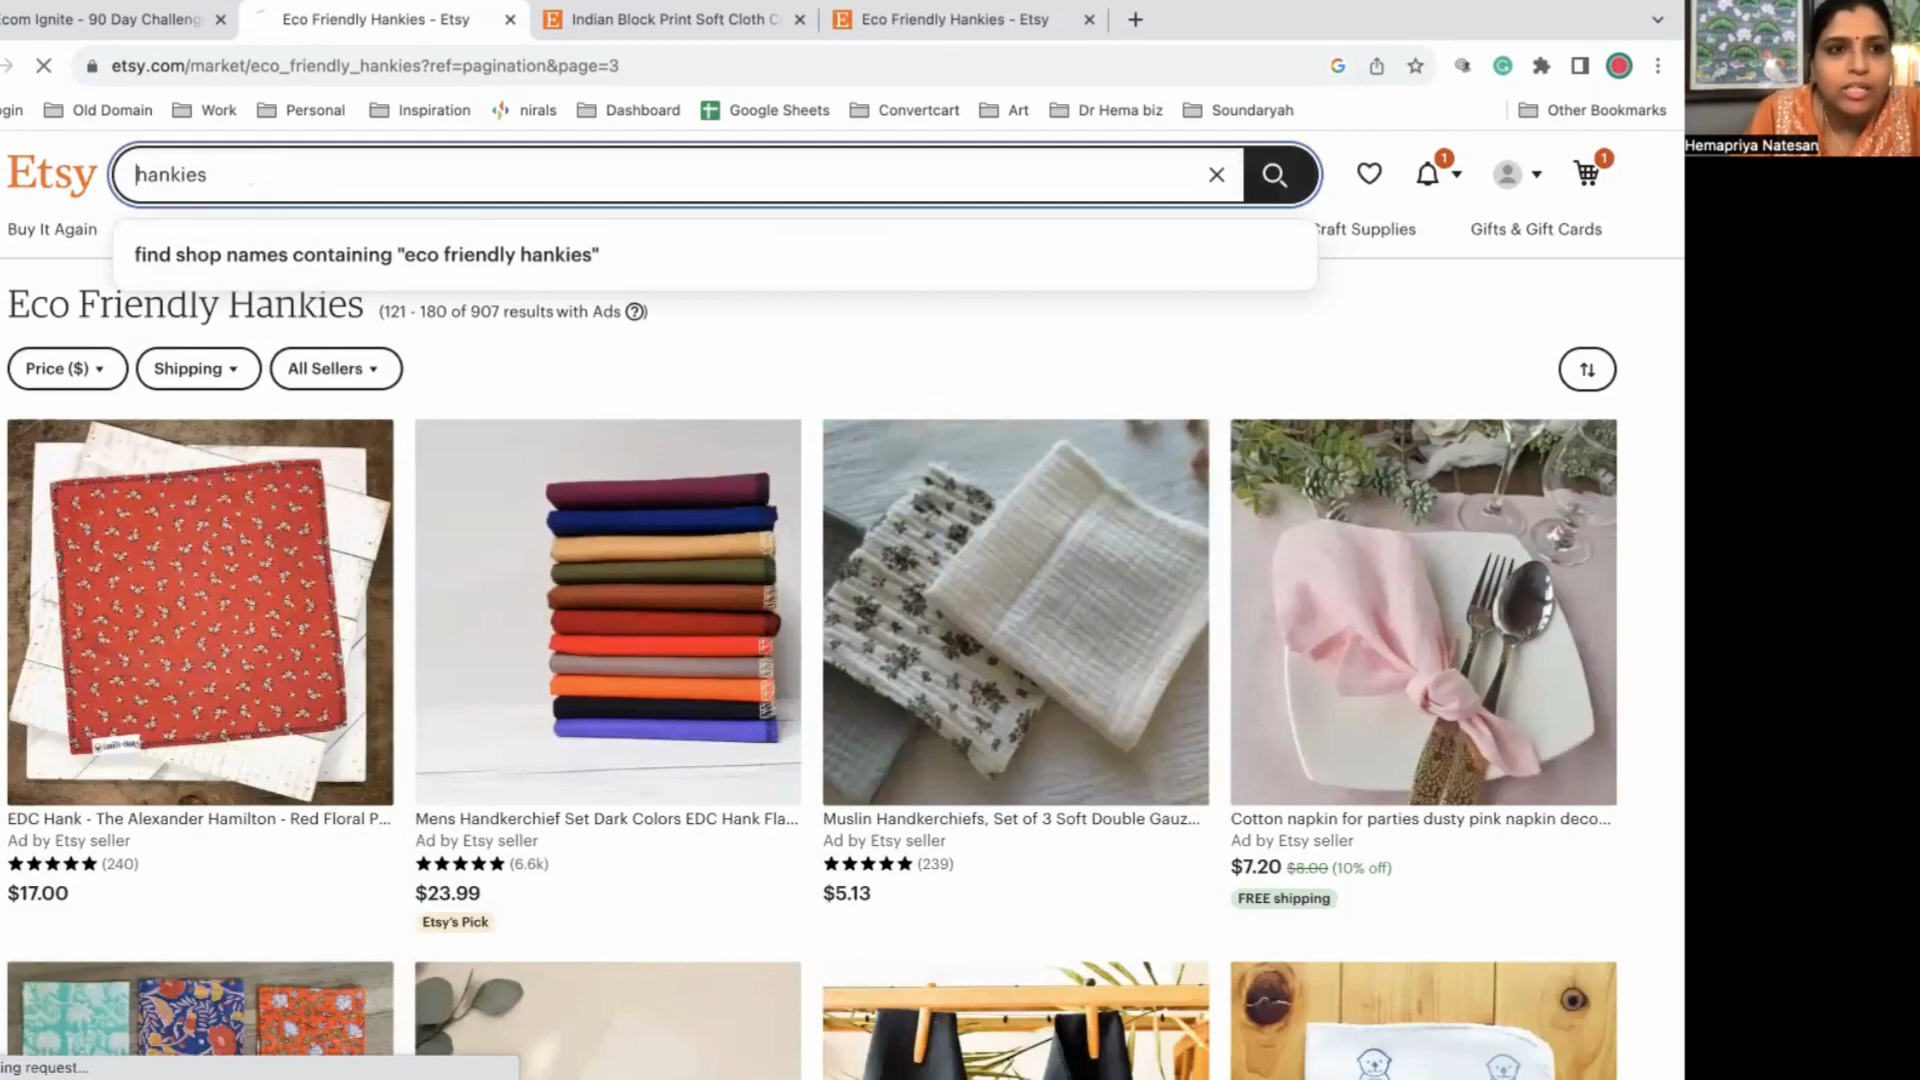 Ecom Ignite - 90 Day Challeng
Eco Friendly Hankies - Etsy
Indian Block Print Soft Cloth C
Eco Friendly Hankies - Etsy
etsy.com/market/eco_friendly_hankies?ref=pagination&page=3
ogin
Old Domain
Work
Personal
Inspiration
nirals
Dashboard
Google Sheets
Convertcart
Art
Dr Hema biz
Soundaryah
Other Bookmarks
Hemapriya Natesan
Etsy
hankies
1
1
Buy It Again
Craft Supplies
Gifts & Gift Cards
find shop names containing "eco friendly hankies"
Eco Friendly Hankies (121 - 180 of 907 results with Ads ?)
Price ($)
Shipping
All Sellers
EDC Hank - The Alexander Hamilton - Red Floral P...
Ad by Etsy seller
(240)
$17.00
Mens Handkerchief Set Dark Colors EDC Hank Fla...
Ad by Etsy seller
(6.6k)
$23.99
Etsy's Pick
Muslin Handkerchiefs, Set of 3 Soft Double Gauz...
Ad by Etsy seller
(239)
$5.13
Cotton napkin for parties dusty pink napkin deco...
Ad by Etsy seller
$7.20 $8.00 (10% off)
FREE shipping
ing request...